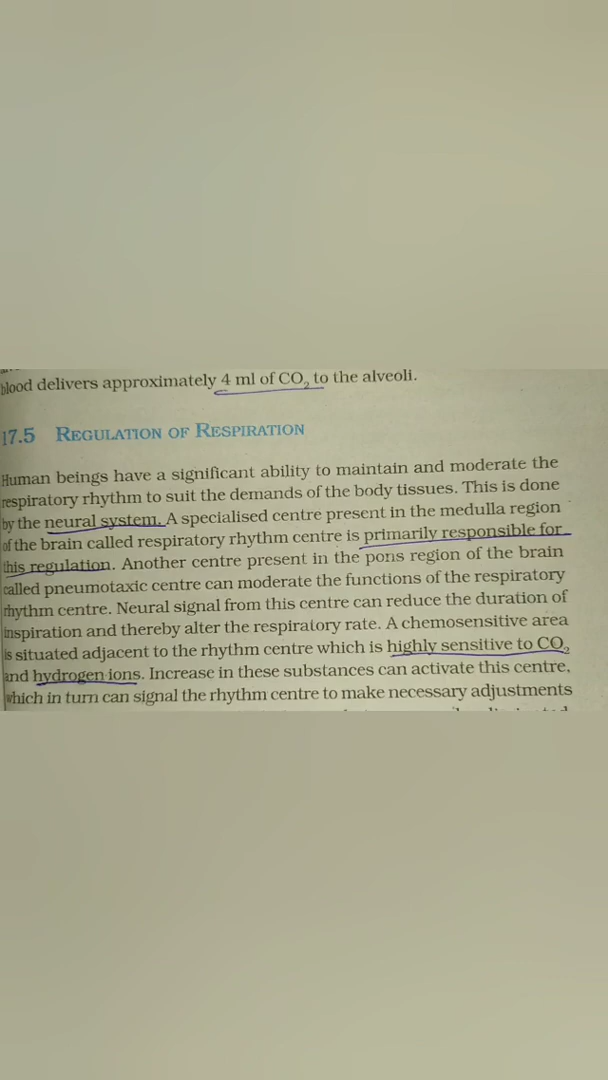 blood delivers approximately 4 ml of CO₂ to the alveoli.
17.5 REGULATION OF RESPIRATION
Human beings have a significant ability to maintain and moderate the
respiratory rhythm to suit the demands of the body tissues. This is done
by the neural system. A specialised centre present in the medulla region
of the brain called respiratory rhythm centre is primarily responsible for
this regulation. Another centre present in the pons region of the brain
called pneumotaxic centre can moderate the functions of the respiratory
rhythm centre. Neural signal from this centre can reduce the duration of
inspiration and thereby alter the respiratory rate. A chemosensitive area
is situated adjacent to the rhythm centre which is highly sensitive to CO₂
and hydrogen ions. Increase in these substances can activate this centre,
which in turn can signal the rhythm centre to make necessary adjustments